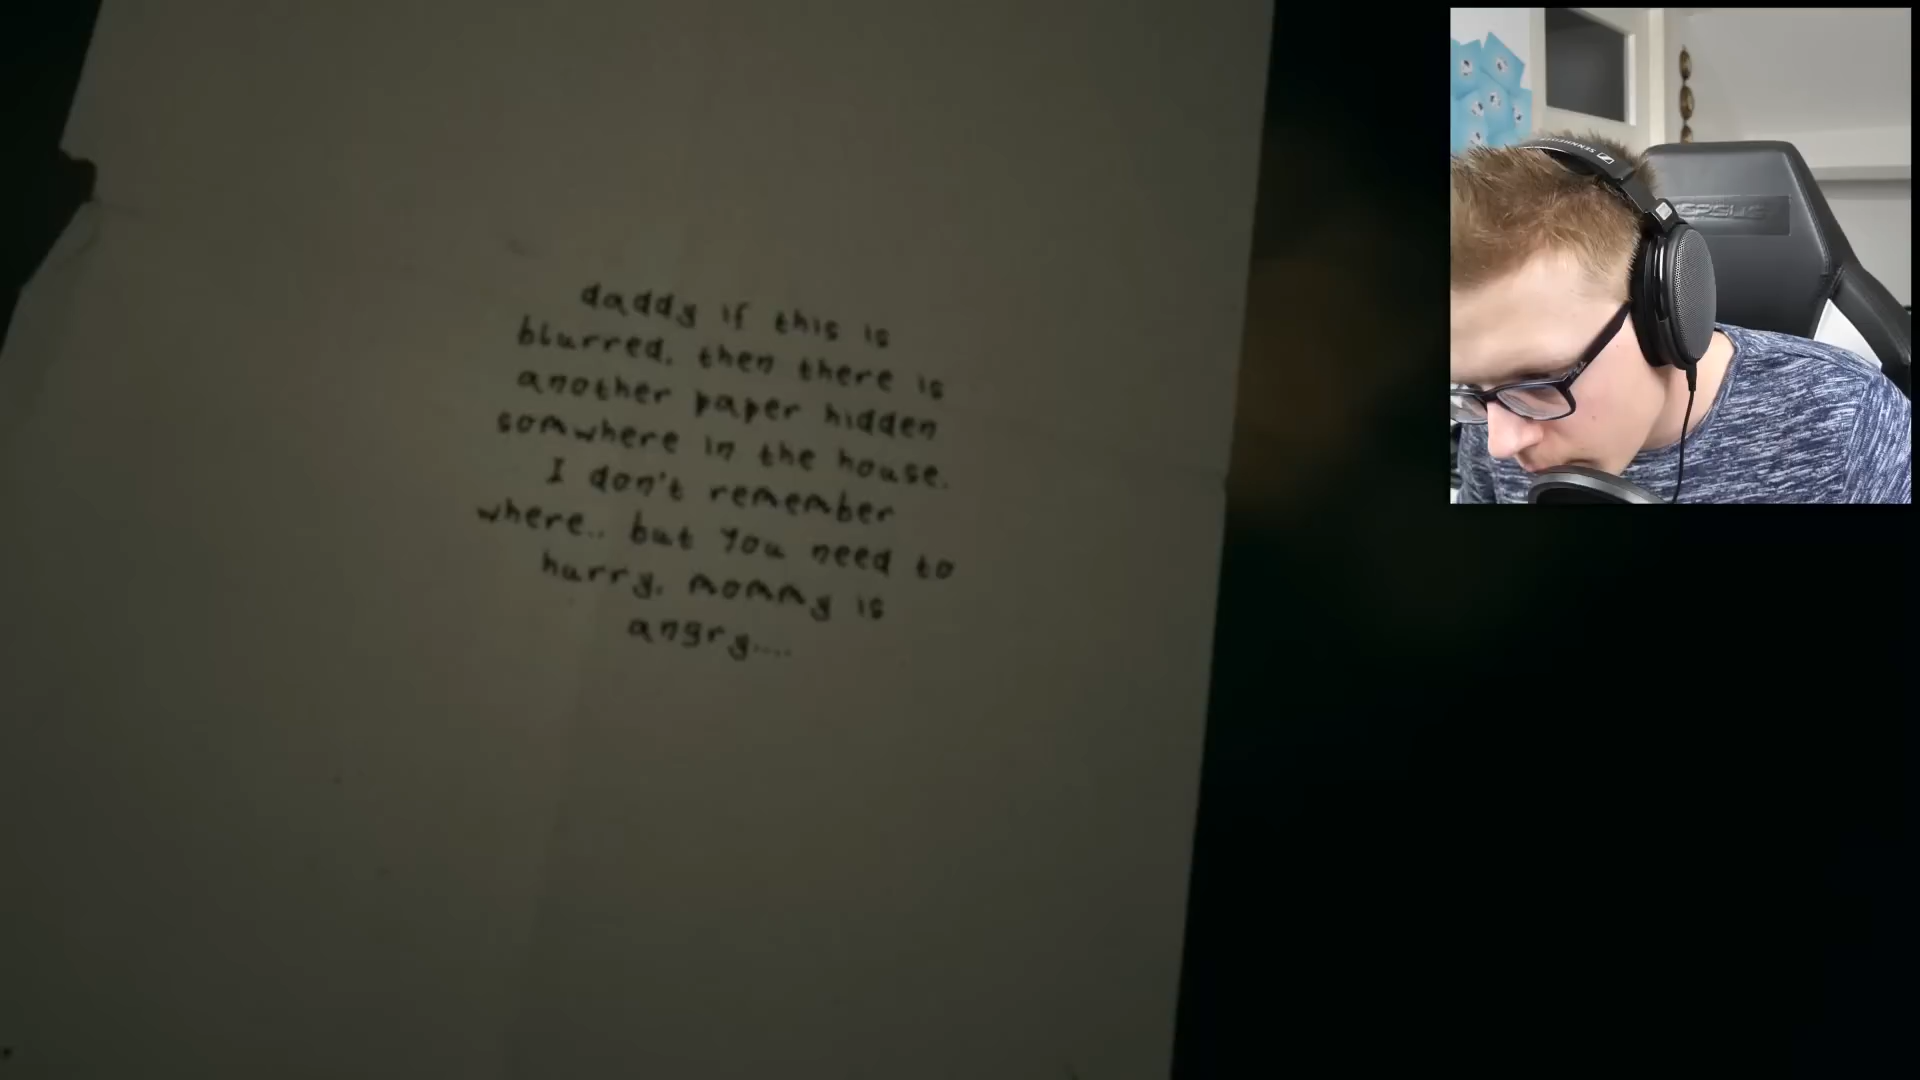 daddy if this is
blurred. then there is
another paper hidden
somwhere in the house.
I don't remember
where.. but you need to
hurry. mommy is
angry....
SENNHEISER